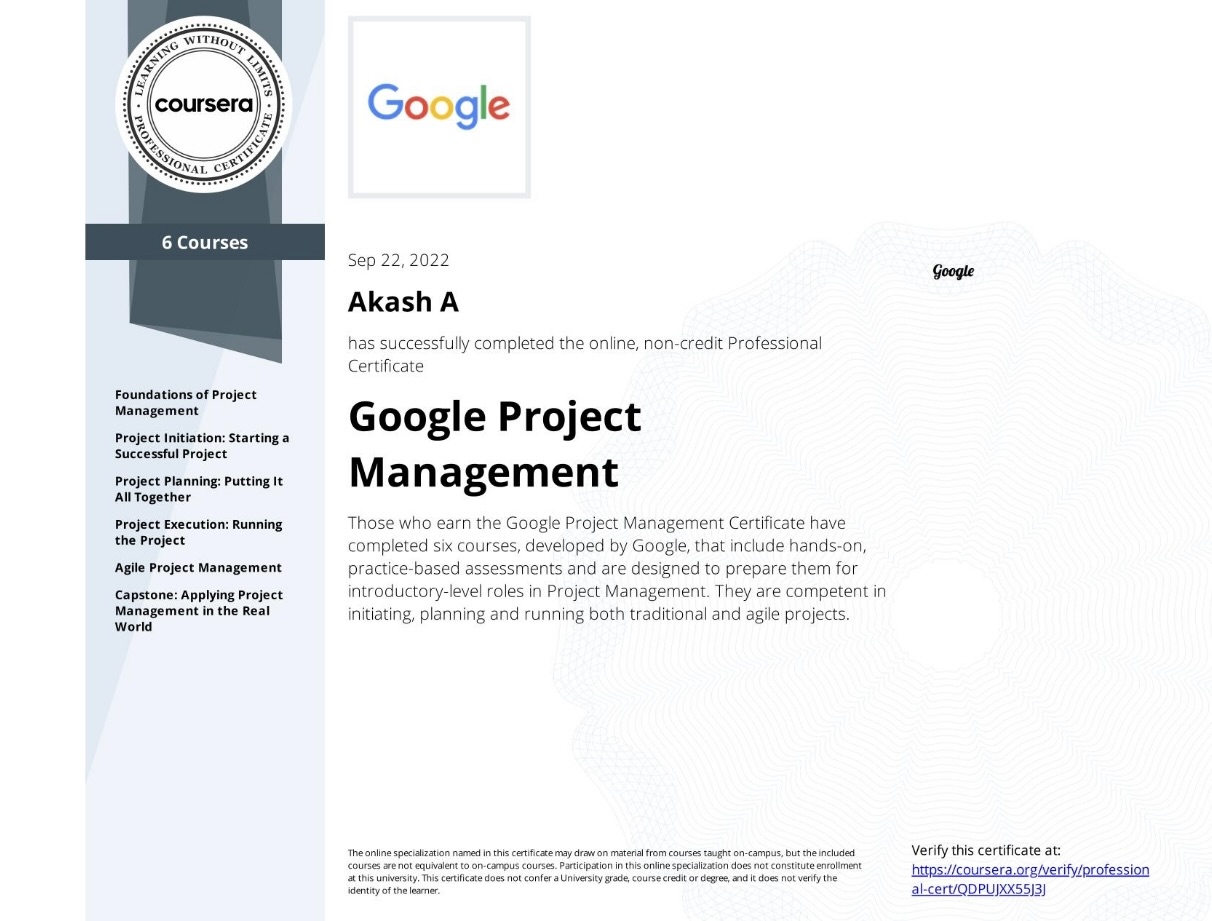 LEARNING WITHOUT LIMITS
coursera
PROFESSIONAL CERTIFICATE
6 Courses
Foundations of Project
Management
Project Initiation: Starting a
Successful Project
Project Planning: Putting It
All Together
Project Execution: Running
the Project
Agile Project Management
Capstone: Applying Project
Management in the Real
World
Google
Sep 22, 2022
Akash A
has successfully completed the online, non-credit Professional
Certificate
Google Project
Management
Those who earn the Google Project Management Certificate have
completed six courses, developed by Google, that include hands-on,
practice-based assessments and are designed to prepare them for
introductory-level roles in Project Management. They are competent in
initiating, planning and running both traditional and agile projects.
Google
The online specialization named in this certificate may draw on material from courses taught on-campus, but the included
courses are not equivalent to on-campus courses. Participation in this online specialization does not constitute enrollment
at this university. This certificate does not confer a University grade, course credit or degree, and it does not verify the
identity of the learner.
Verify this certificate at:
https://coursera.org/verify/profession
al-cert/QDPUJXX55J3J